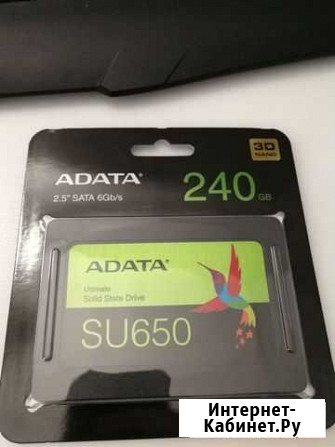 ADATA
2.5" SATA 6Gb/s
240 GB
3D
NAND
ADATA
Ultimate
Solid State Drive
SU650
Интернет-
Кабинет.Ру